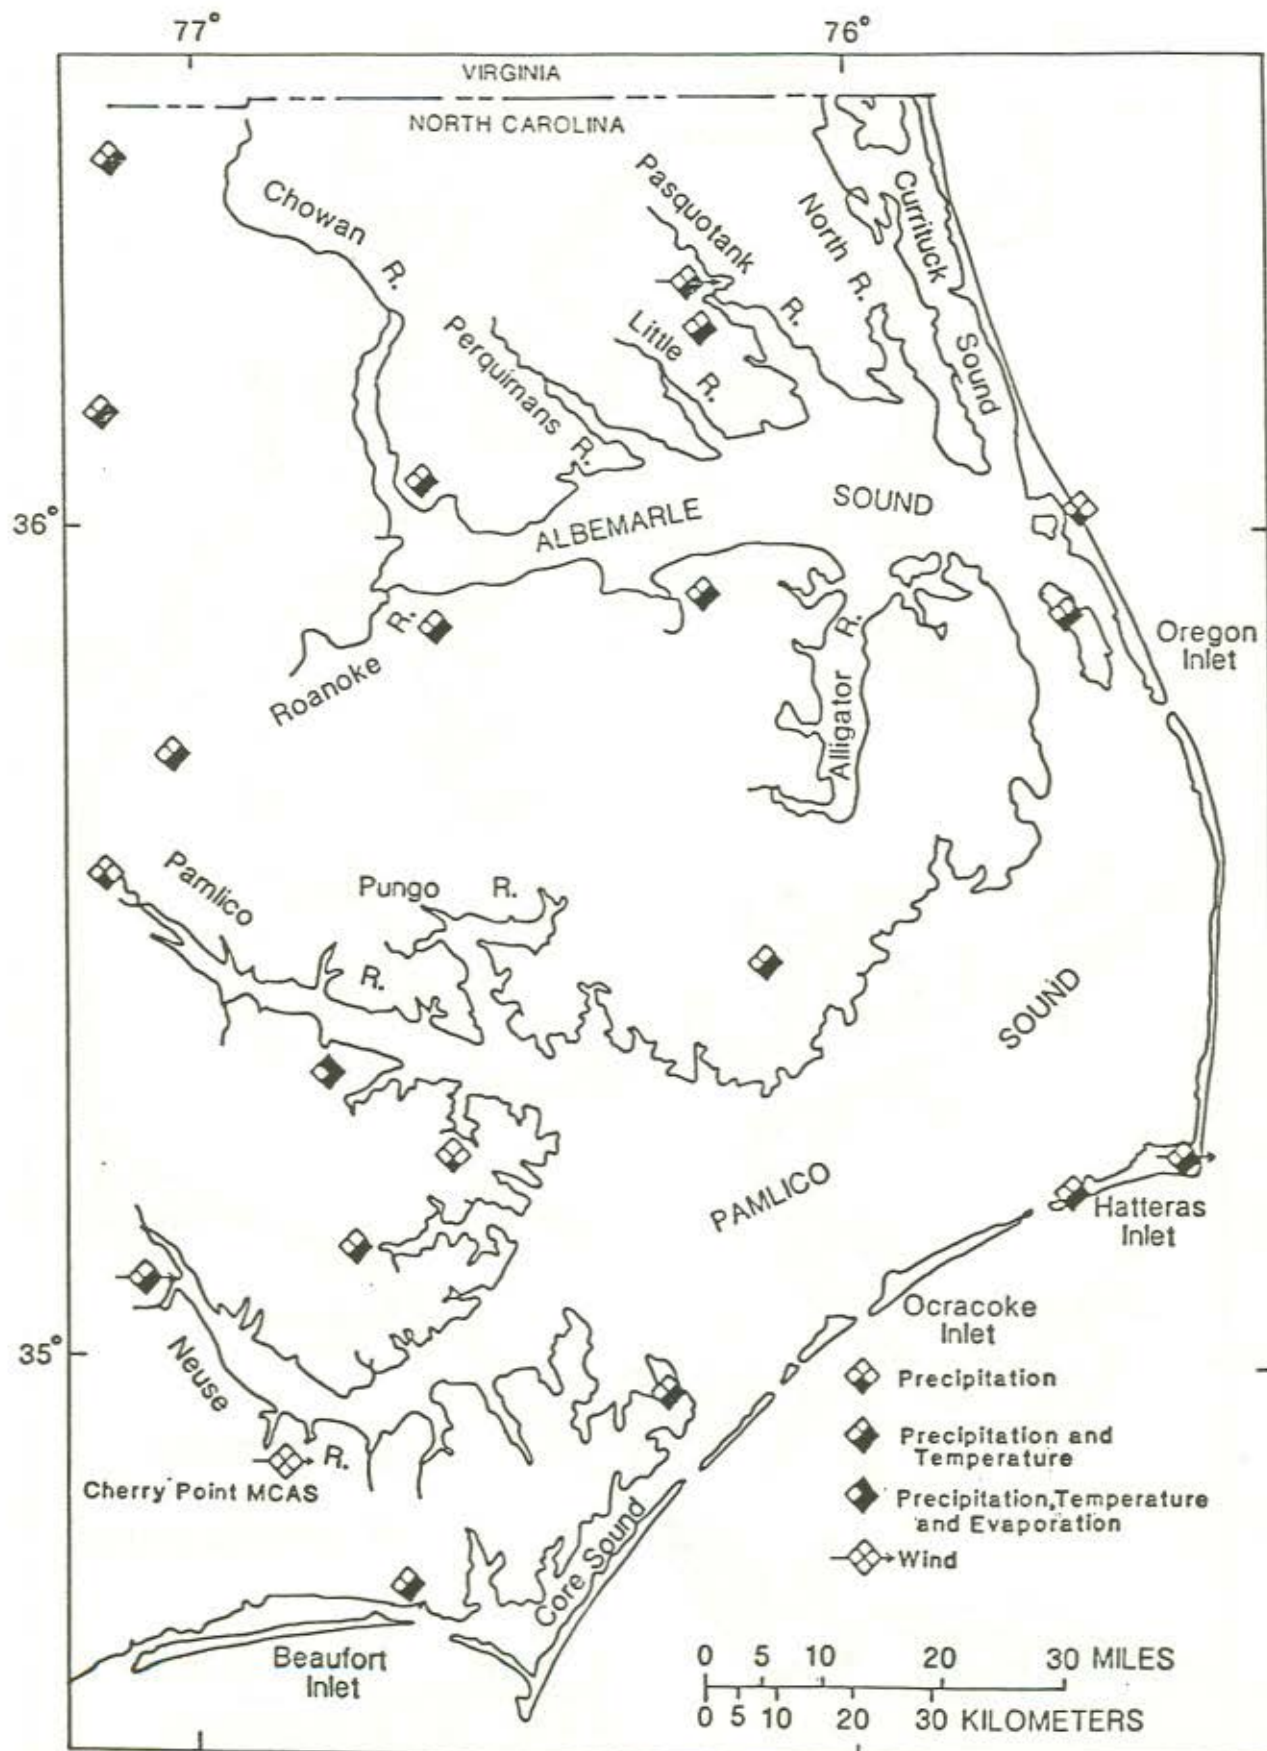 77°
76°
VIRGINIA
NORTH CAROLINA
Chowan R.
Pasquotank R.
North R.
Currituck Sound
Little R.
Perquimans R.
36°
ALBEMARLE SOUND
Roanoke R.
Alligator R.
Oregon
Inlet
Pamlico R.
Pungo R.
PAMLICO SOUND
Hatteras
Inlet
Ocracoke
Inlet
35°
Neuse R.
Cherry Point MCAS
Core Sound
Beaufort
Inlet
Precipitation
Precipitation and
Temperature
Precipitation, Temperature
and Evaporation
Wind
0 5 10 20 30 MILES
0 5 10 20 30 KILOMETERS